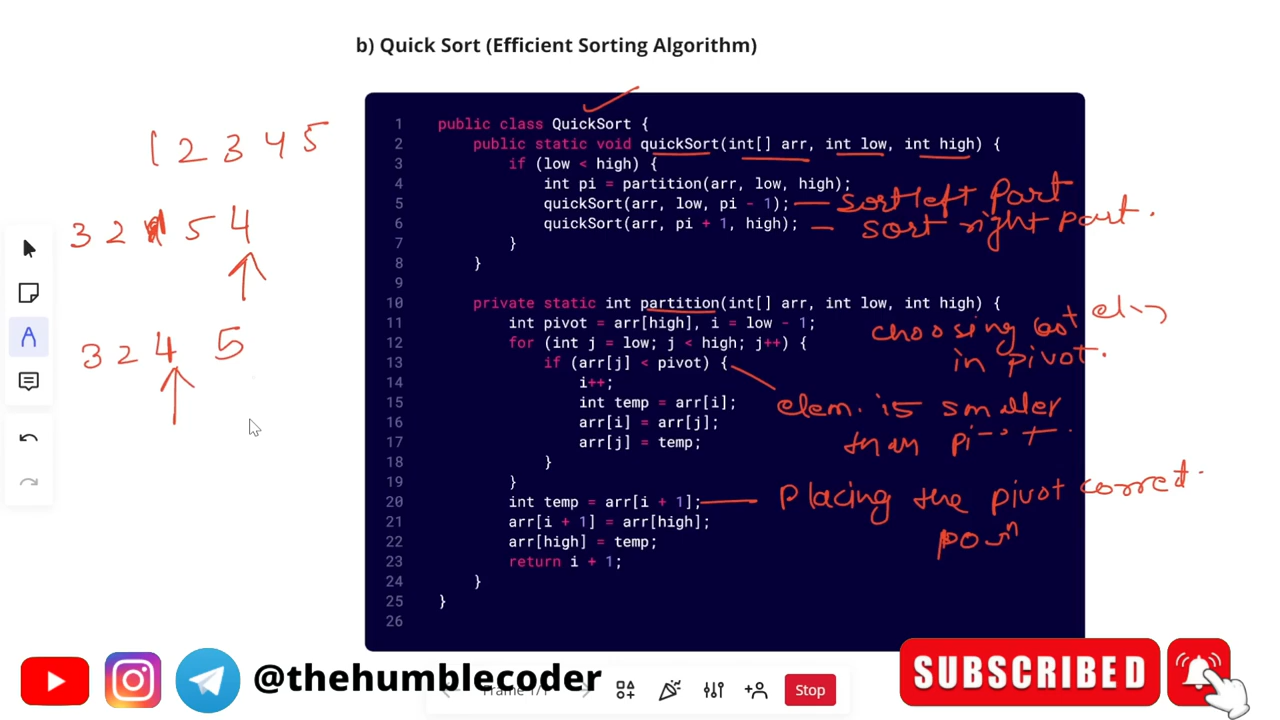 b) Quick Sort (Efficient Sorting Algorithm)
1 2 3 4 5
3 2 1 5 4
3 2 4 5
1 public class QuickSort {
2 public static void quickSort(int[] arr, int low, int high) {
3 if (low < high) {
4 int pi = partition(arr, low, high);
5 quickSort(arr, low, pi - 1); — sort left part
6 quickSort(arr, pi + 1, high); — sort right part.
7 }
8 }
9
10 private static int partition(int[] arr, int low, int high) {
11 int pivot = arr[high], i = low - 1;
12 for (int j = low; j < high; j++) {
choosing
in pivot.
13 if (arr[j] < pivot) {
14 i++;
15 int temp = arr[i];
elem. is smaller
16 arr[i] = arr[j];
17 arr[j] = temp;
than pivot.
18 }
19 }
20 int temp = arr[i + 1]; — Placing the pivot correct.
21 arr[i + 1] = arr[high];
22 arr[high] = temp;
23 return i + 1;
24 }
25 }
26
@thehumblecoder
Frame 1/1
Stop
SUBSCRIBED